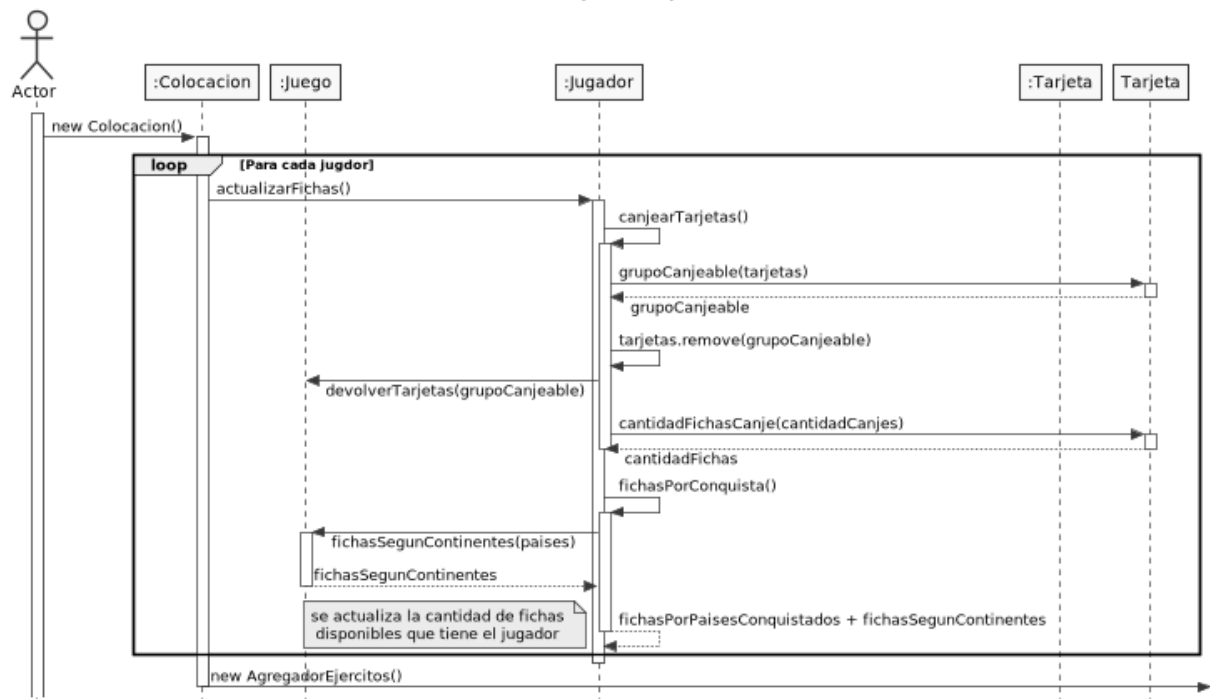 Actor
:Colocacion
:Juego
:Jugador
:Tarjeta
Tarjeta
new Colocacion()
loop
[Para cada jugdor]
actualizarFichas()
canjearTarjetas()
grupoCanjeable(tarjetas)
grupoCanjeable
tarjetas.remove(grupoCanjeable)
devolverTarjetas(grupoCanjeable)
cantidadFichasCanje(cantidadCanjes)
cantidadFichas
fichasPorConquista()
fichasSegunContinentes(paises)
fichasSegunContinentes
se actualiza la cantidad de fichas
disponibles que tiene el jugador
fichasPorPaisesConquistados + fichasSegunContinentes
new AgregadorEjercitos()